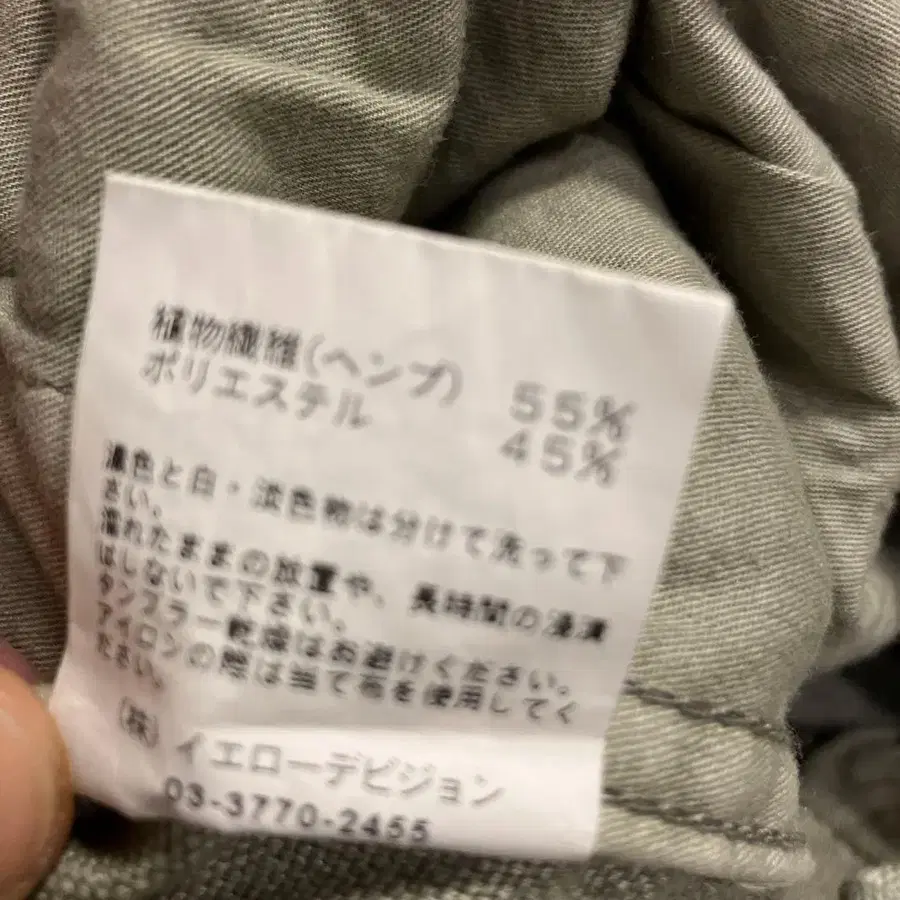 植物繊維(ヘンプ) 55%
ポリエステル 45%
濃色と白・淡色物は分けて洗って下
さい。
濡れたままの放置や、長時間の浸漬
はしないで下さい。
タンブラー乾燥はお避けください。
アイロンの際は当て布を使用してく
ださい。
(株)イエローデビジョン
03-3770-2455